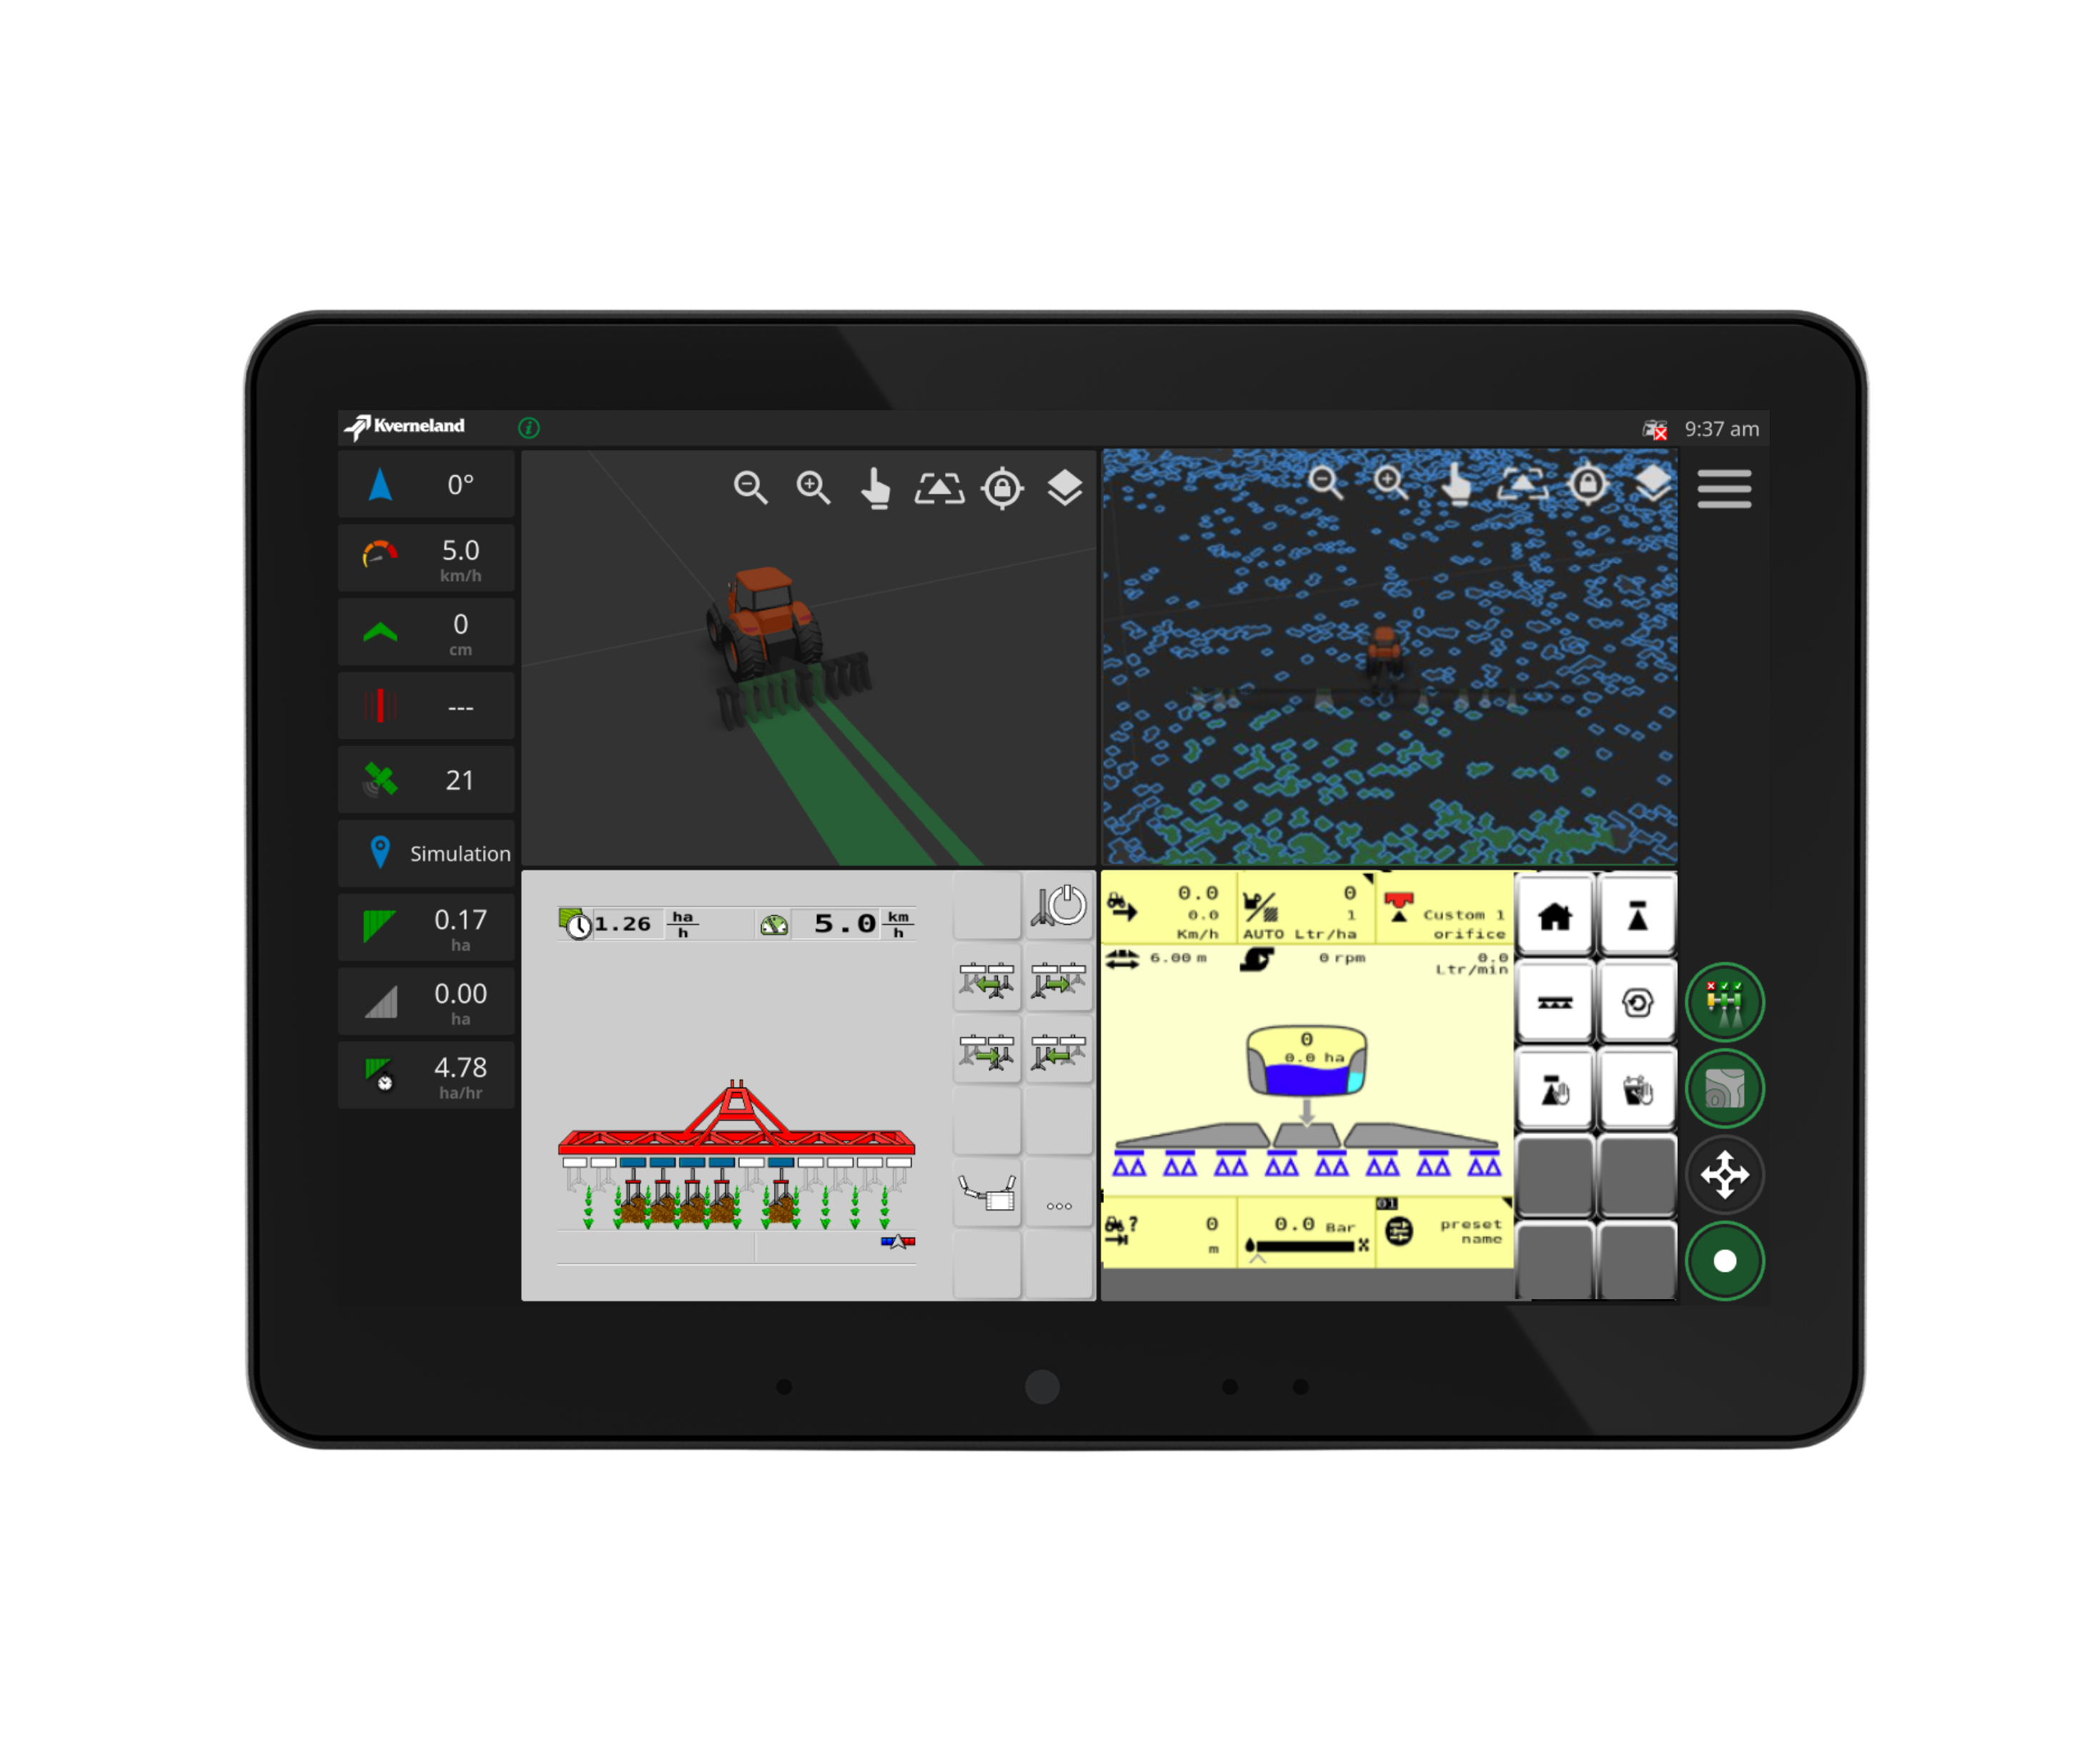 Kverneland
9:37 am
0°
5.0
km/h
0
cm
---
21
Simulation
0.17
ha
0.00
ha
4.78
ha/hr
1.26 ha/h
5.0 km/h
...
0.0
0.0
Km/h
0
1
AUTO Ltr/ha
Custom 1
orifice
6.00 m
0 rpm
0.0
Ltr/min
0
0.0 ha
?
0
m
0.0 Bar
01
preset
name